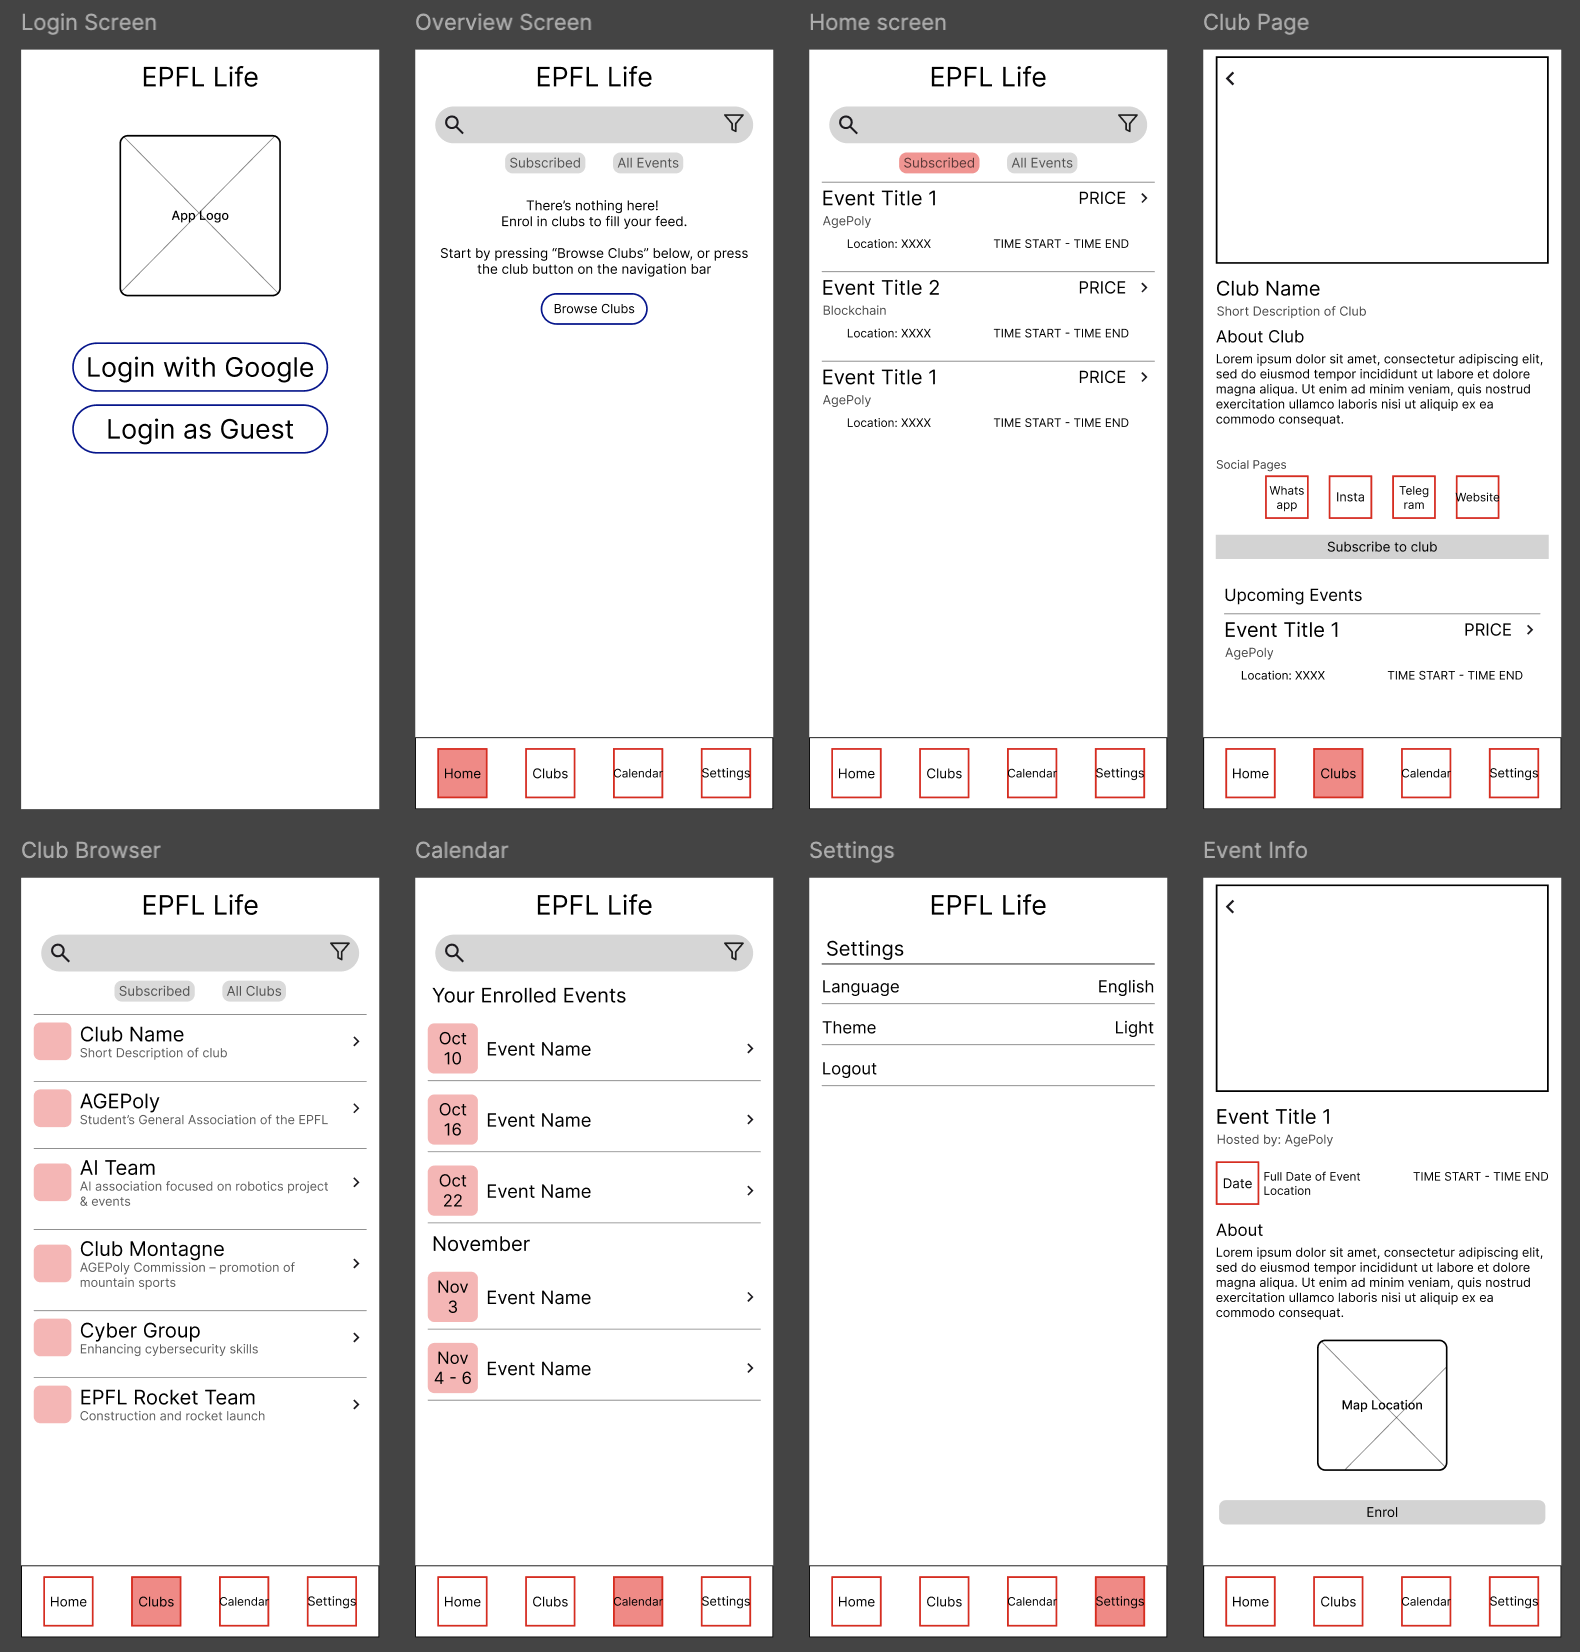 Login Screen
EPFL Life
App Logo
Login with Google
Login as Guest
Overview Screen
EPFL Life
Subscribed
All Events
There's nothing here!
Enrol in clubs to fill your feed.
Start by pressing “Browse Clubs” below, or press
the club button on the navigation bar
Browse Clubs
Home
Clubs
Calendar
Settings
Home screen
EPFL Life
Subscribed
All Events
Event Title 1
PRICE
AgePoly
Location: XXXX
TIME START - TIME END
Event Title 2
PRICE
Blockchain
Location: XXXX
TIME START - TIME END
Event Title 1
PRICE
AgePoly
Location: XXXX
TIME START - TIME END
Home
Clubs
Calendar
Settings
Club Page
Club Name
Short Description of Club
About Club
Lorem ipsum dolor sit amet, consectetur adipiscing elit,
sed do eiusmod tempor incididunt ut labore et dolore
magna aliqua. Ut enim ad minim veniam, quis nostrud
exercitation ullamco laboris nisi ut aliquip ex ea
commodo consequat.
Social Pages
Whats
app
Insta
Teleg
ram
Website
Subscribe to club
Upcoming Events
Event Title 1
PRICE
AgePoly
Location: XXXX
TIME START - TIME END
Home
Clubs
Calendar
Settings
Club Browser
EPFL Life
Subscribed
All Clubs
Club Name
Short Description of club
AGEPoly
Student's General Association of the EPFL
AI Team
AI association focused on robotics project
& events
Club Montagne
AGEPoly Commission – promotion of
mountain sports
Cyber Group
Enhancing cybersecurity skills
EPFL Rocket Team
Construction and rocket launch
Home
Clubs
Calendar
Settings
Calendar
EPFL Life
Your Enrolled Events
Oct
10
Event Name
Oct
16
Event Name
Oct
22
Event Name
November
Nov
3
Event Name
Nov
4 - 6
Event Name
Home
Clubs
Calendar
Settings
Settings
EPFL Life
Settings
Language
English
Theme
Light
Logout
Home
Clubs
Calendar
Settings
Event Info
Event Title 1
Hosted by: AgePoly
Date
Full Date of Event
Location
TIME START - TIME END
About
Lorem ipsum dolor sit amet, consectetur adipiscing elit,
sed do eiusmod tempor incididunt ut labore et dolore
magna aliqua. Ut enim ad minim veniam, quis nostrud
exercitation ullamco laboris nisi ut aliquip ex ea
commodo consequat.
Map Location
Enrol
Home
Clubs
Calendar
Settings